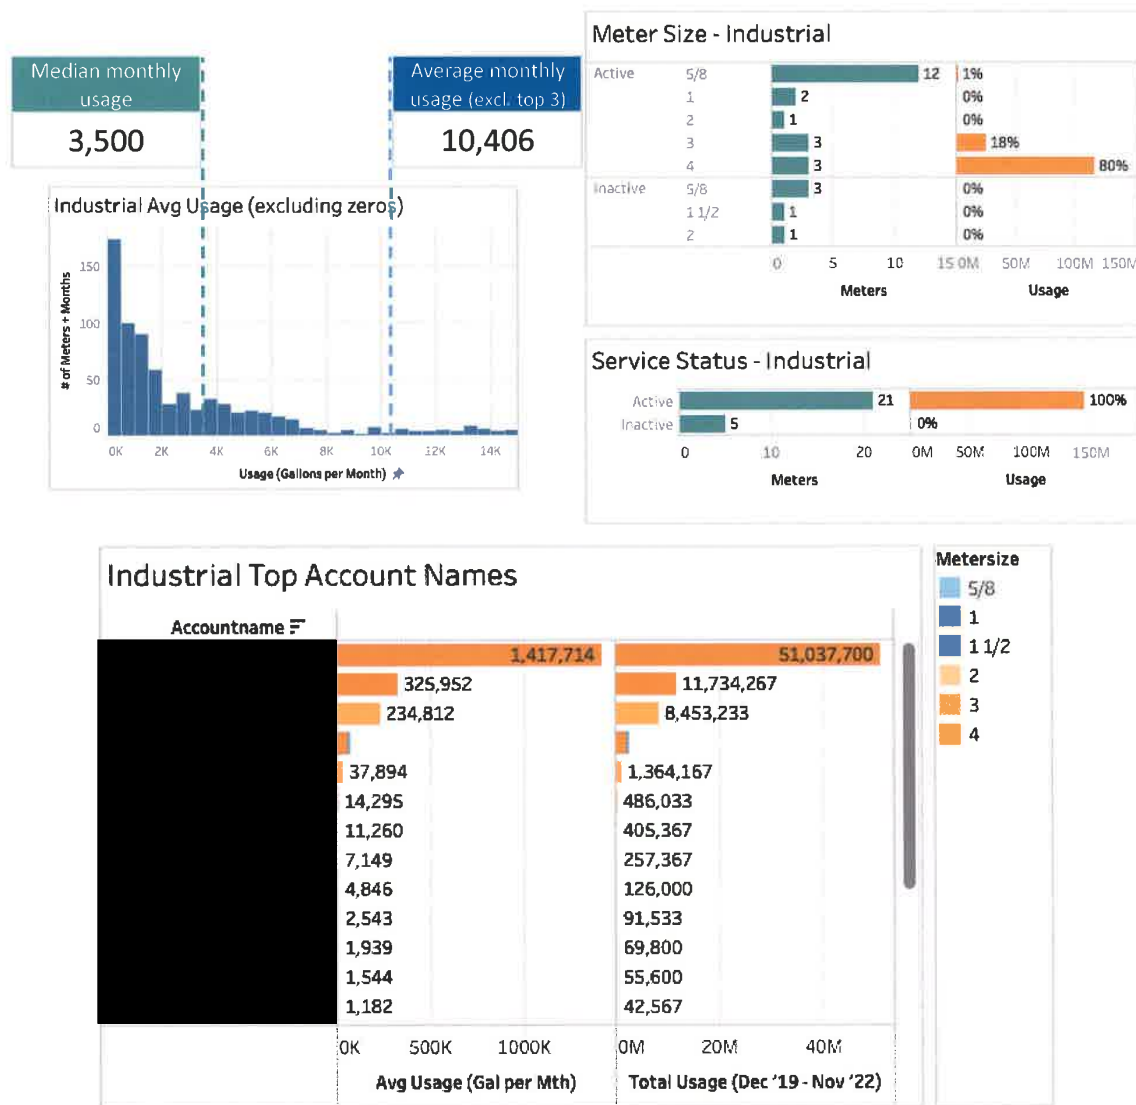 Median monthly
usage
3,500
Average monthly
usage (excl. top 3)
10,406
Industrial Avg Usage (excluding zeros)
# of Meters + Months
150
100
50
0
0K 2K 4K 6K 8K 10K 12K 14K
Usage (Gallons per Month)
Meter Size - Industrial
Active 5/8 12 1%
1 2 0%
2 1 0%
3 3 18%
4 3 80%
Inactive 5/8 3 0%
1 1/2 1 0%
2 1 0%
0 5 10 15 0M 50M 100M 150M
Meters Usage
Service Status - Industrial
Active 21 100%
Inactive 5 0%
0 10 20 0M 50M 100M 150M
Meters Usage
Industrial Top Account Names
Accountname
1,417,714 51,037,700
325,952 11,734,267
234,812 8,453,233
37,894 1,364,167
14,295 486,033
11,260 405,367
7,149 257,367
4,846 126,000
2,543 91,533
1,939 69,800
1,544 55,600
1,182 42,567
0K 500K 1000K 0M 20M 40M
Avg Usage (Gal per Mth) Total Usage (Dec '19 - Nov '22)
Metersize
5/8
1
1 1/2
2
3
4